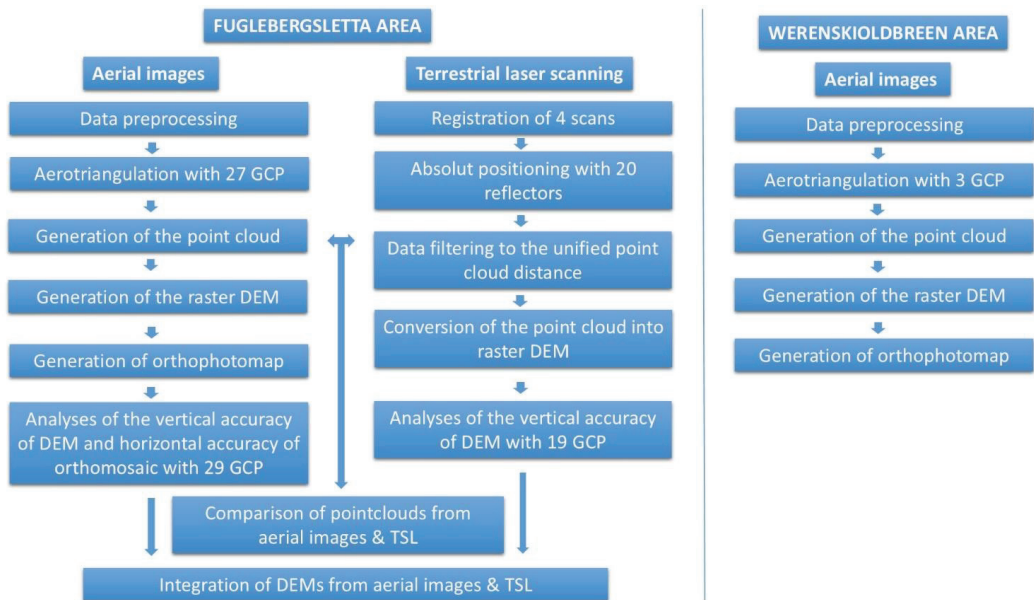 FUGLEBERGSLETTA AREA
Aerial images
Data preprocessing
Aerotriangulation with 27 GCP
Generation of the point cloud
Generation of the raster DEM
Generation of orthophotomap
Analyses of the vertical accuracy
of DEM and horizontal accuracy of
orthomosaic with 29 GCP
Terrestrial laser scanning
Registration of 4 scans
Absolut positioning with 20
reflectors
Data filtering to the unified point
cloud distance
Conversion of the point cloud into
raster DEM
Analyses of the vertical accuracy
of DEM with 19 GCP
Comparison of pointclouds from
aerial images & TSL
Integration of DEMs from aerial images & TSL
WERENSKIOLDBREEN AREA
Aerial images
Data preprocessing
Aerotriangulation with 3 GCP
Generation of the point cloud
Generation of the raster DEM
Generation of orthophotomap